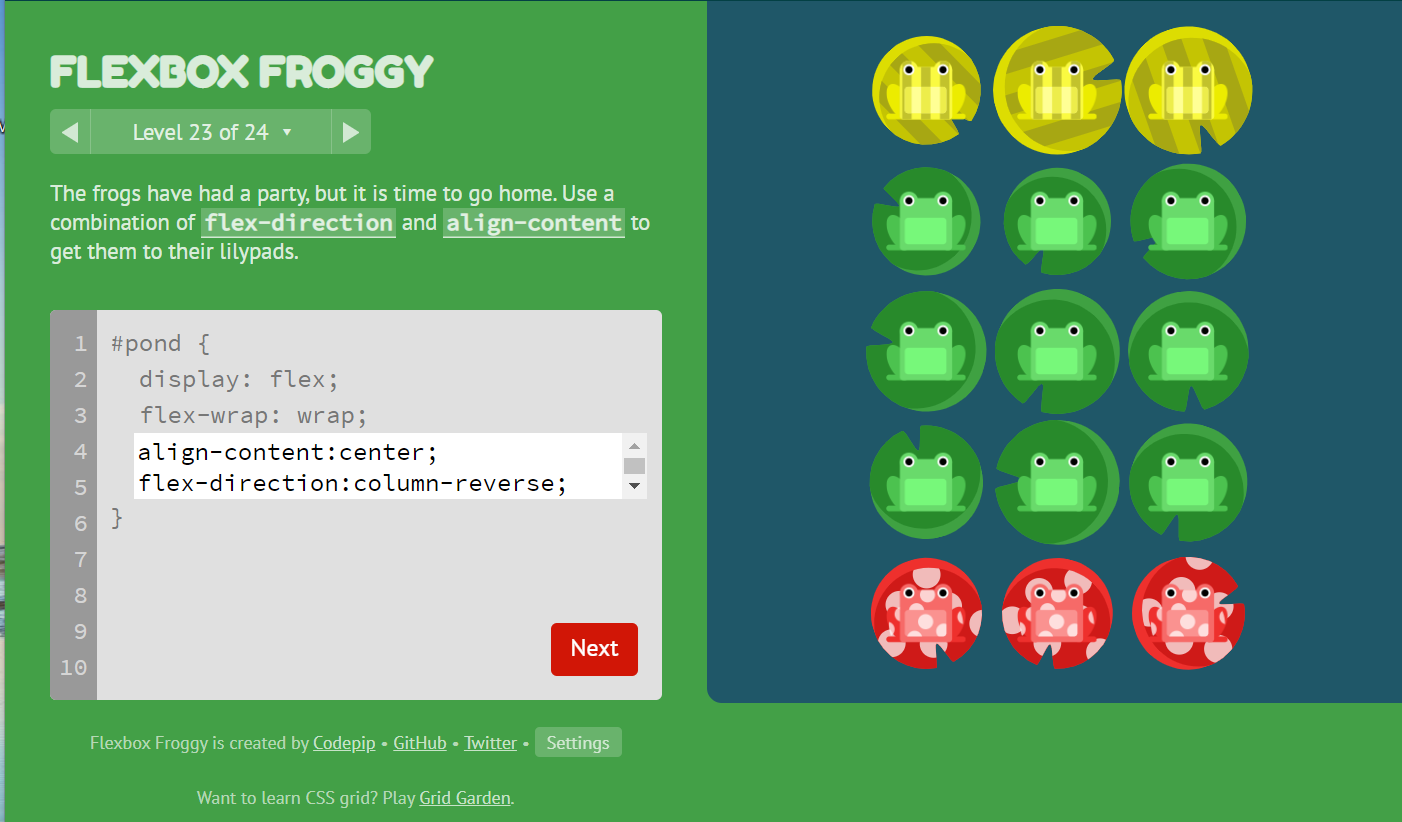 FLEXBOX FROGGY
Level 23 of 24
The frogs have had a party, but it is time to go home. Use a
combination of flex-direction and align-content to
get them to their lilypads.
1 #pond {
2 display: flex;
3 flex-wrap: wrap;
4 align-content:center;
5 flex-direction:column-reverse;
6 }
7
8
9
10
Next
Flexbox Froggy is created by Codepip • GitHub • Twitter • Settings
Want to learn CSS grid? Play Grid Garden.